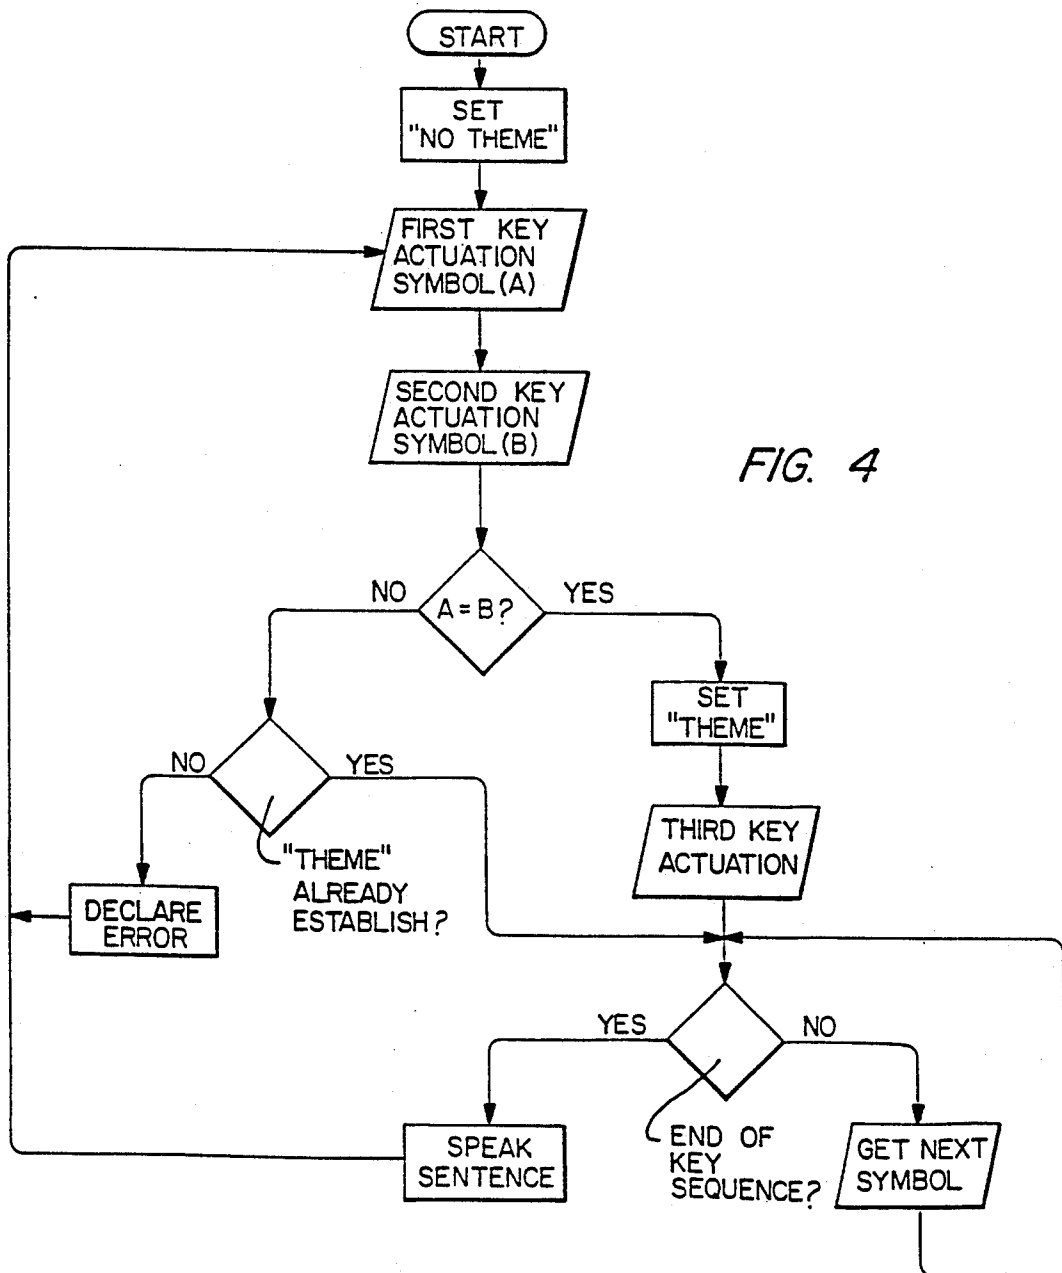 START
SET
"NO THEME"
FIRST KEY
ACTUATION
SYMBOL(A)
SECOND KEY
ACTUATION
SYMBOL(B)
FIG. 4
NO
A=B?
YES
SET
"THEME"
NO
YES
"THEME"
ALREADY
ESTABLISH?
THIRD KEY
ACTUATION
DECLARE
ERROR
YES
NO
END OF
KEY
SEQUENCE?
SPEAK
SENTENCE
GET NEXT
SYMBOL